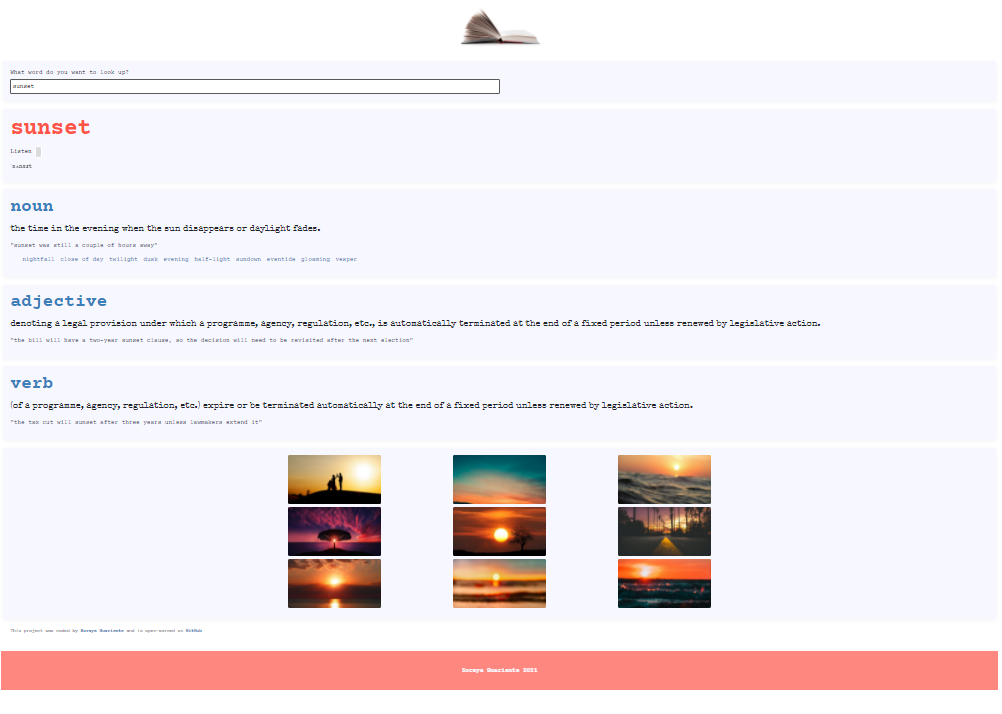 What word do you want to look up?
sunset
sunset
Listen
noun
the time in the evening when the sun disappears or daylight fades.
"sunset was still a couple of hours away"
nightfall close of day twilight dusk evening half-light sundown eventide gloaming vesper
adjective
denoting a legal provision under which a programme, agency, regulation, etc., is automatically terminated at the end of a fixed period unless renewed by legislative action.
"the bill will have a two-year sunset clause, so the decision will need to be revisited after the next election"
verb
(of a programme, agency, regulation, etc.) expire or be terminated automatically at the end of a fixed period unless renewed by legislative action.
"the tax cut will sunset after three years unless lawmakers extend it"
This project was coded by Soraya Guariento and is open-sourced on GitHub
Soraya Guariento 2021